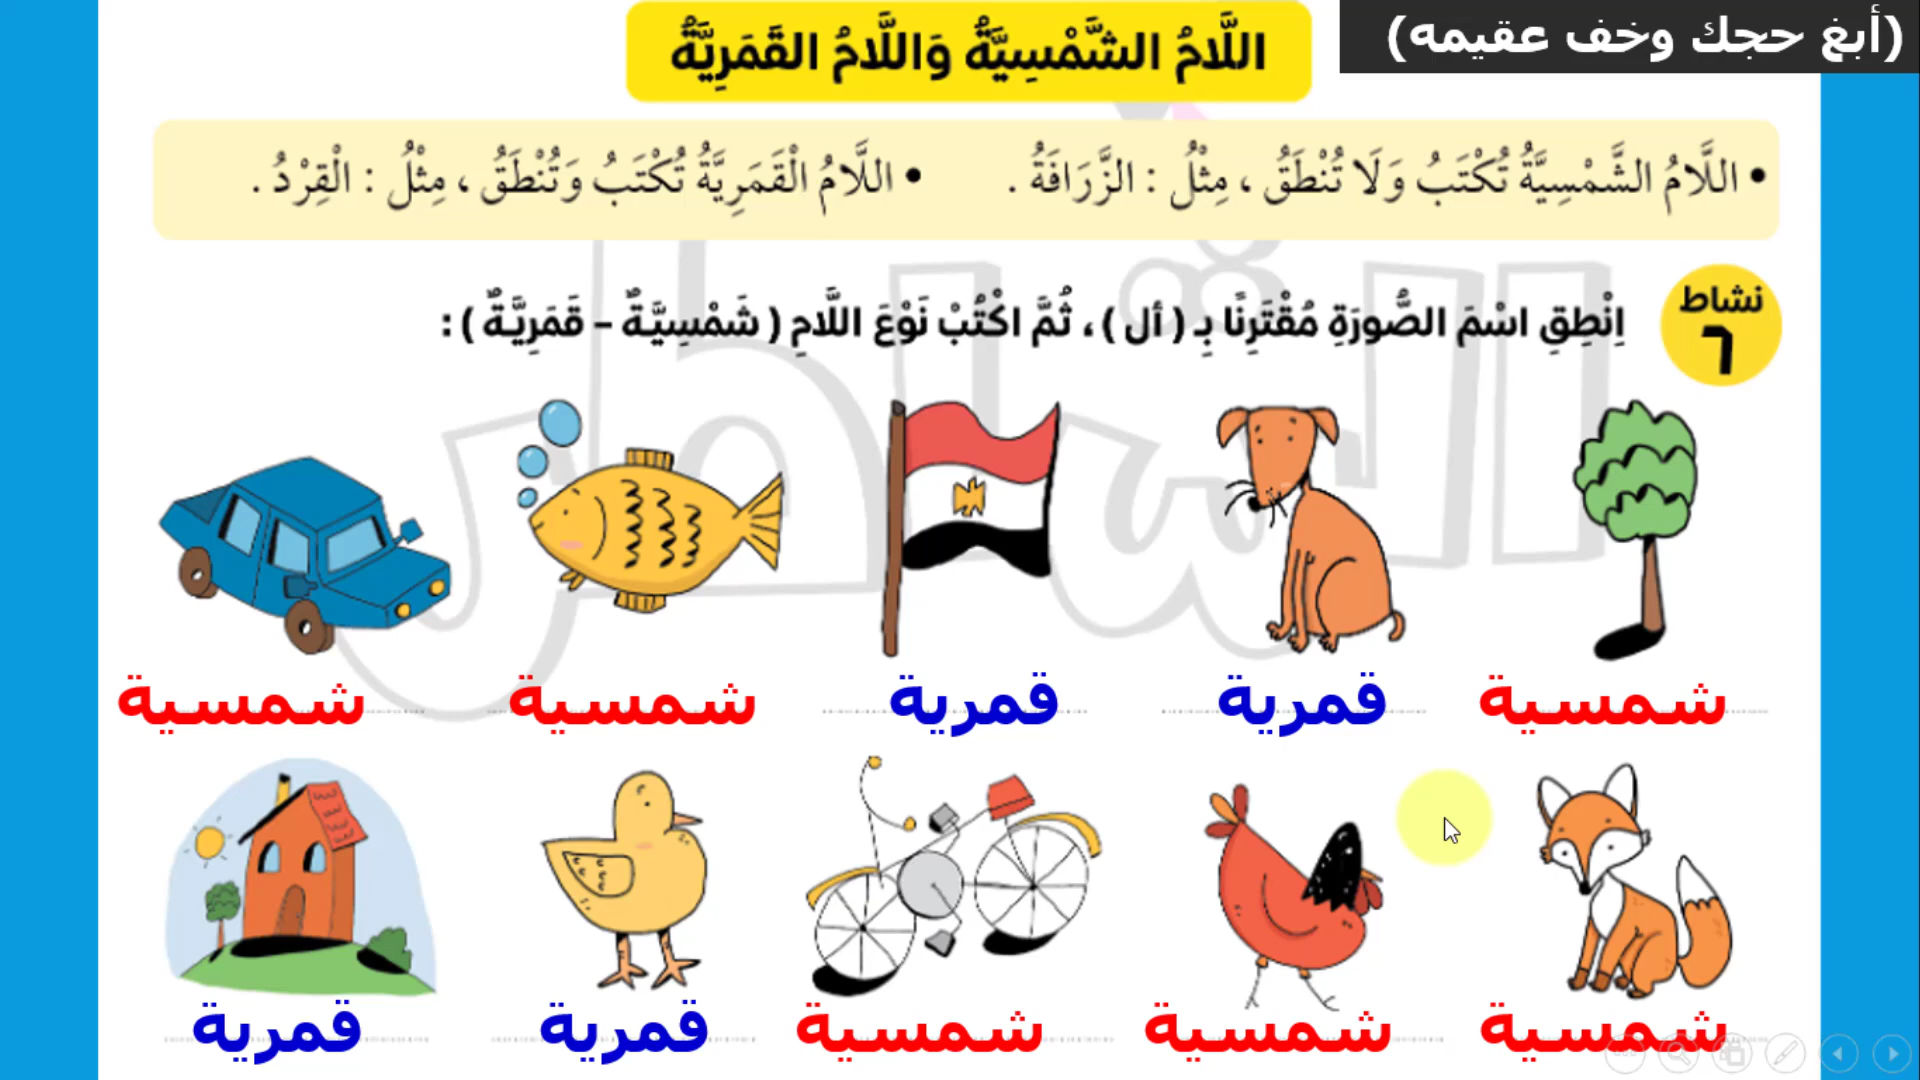 (أبغ حجك وخف عقيمه)
اللَّامُ الشَّمْسِيَّةُ وَاللَّامُ القَمَرِيَّةُ
• اللَّامُ الشَّمْسِيَّةُ تُكْتَبُ وَلَا تُنْطَقُ ، مِثْلُ : الزَّرَافَةُ .
• اللَّامُ الْقَمَرِيَّةُ تُكْتَبُ وَتُنْطَقُ ، مِثْلُ : الْقِرْدُ .
نشاط
٦
اِنْطِقِ اسْمَ الصُّورَةِ مُقْتَرِنًا بِـ ( أل ) ، ثُمَّ اكْتُبْ نَوْعَ اللَّامِ ( شَمْسِيَّةٌ – قَمَرِيَّةٌ ) :
الشاطر
شمسية قمرية قمرية شمسية شمسية
شمسية شمسية شمسية قمرية قمرية